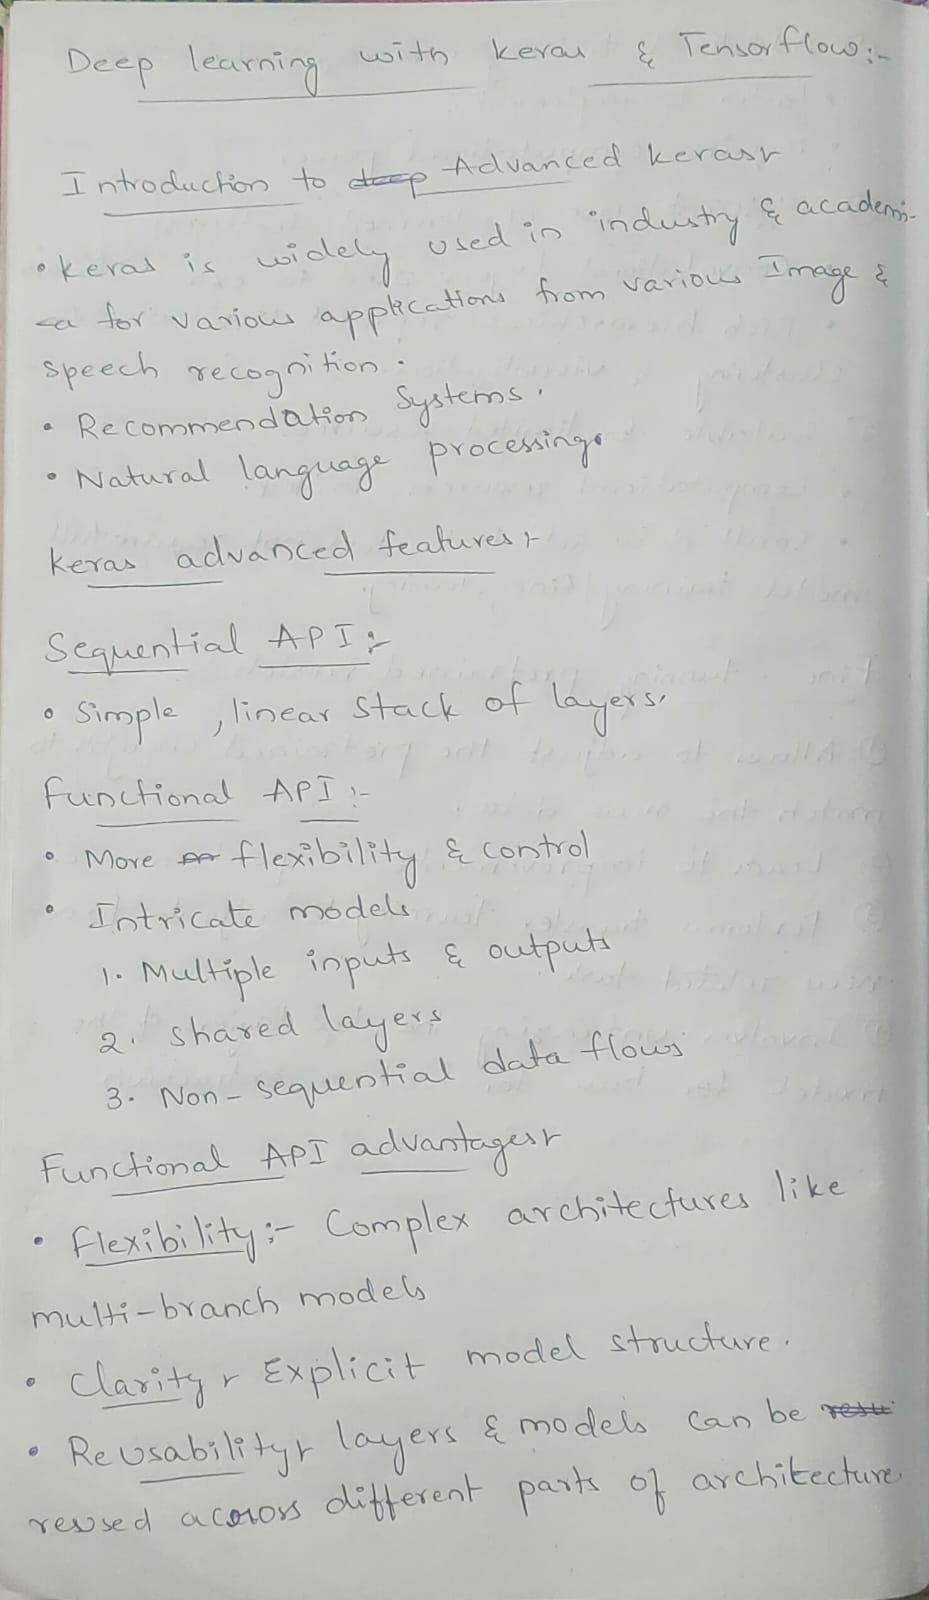 Deep learning with keras & Tensorflow:-
Introduction to deep Advanced keras:-
• keras is widely used in industry & academi-
-a for various applications from various Image &
speech recognition.
• Recommendation Systems.
• Natural language processing.
keras advanced features:-
Sequential API:-
• Simple, linear stack of layers.
functional API:-
• More flexibility & control
• Intricate models
1. Multiple inputs & outputs
2. shared layers
3. Non-sequential data flows
Functional API advantages:-
• flexibility:- Complex architectures like
multi-branch models
• Clarity:- Explicit model structure.
• Reusability:- layers & models can be
reused across different parts of architecture.